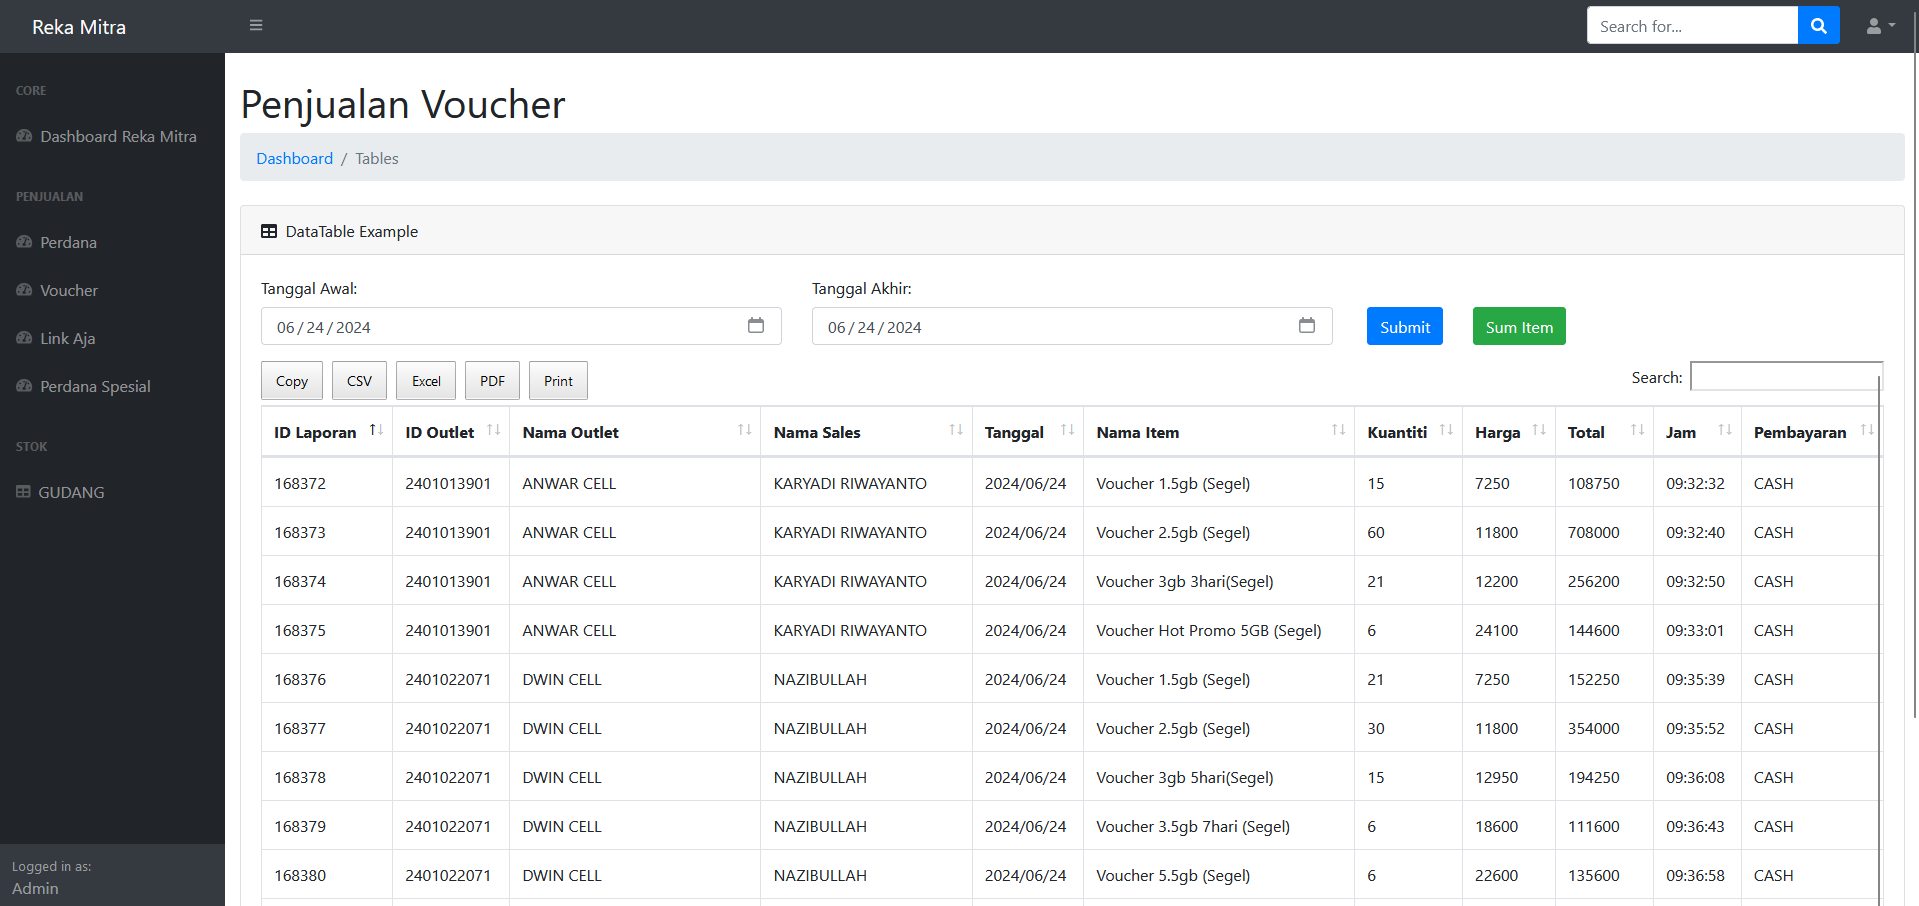 Reka Mitra
Search for...
CORE
Dashboard Reka Mitra
PENJUALAN
Perdana
Voucher
Link Aja
Perdana Spesial
STOK
GUDANG
Logged in as:
Admin
Penjualan Voucher
Dashboard / Tables
DataTable Example
Tanggal Awal: Tanggal Akhir:
06/24/2024 06/24/2024 Submit Sum Item
Copy CSV Excel PDF Print Search:
ID Laporan ID Outlet Nama Outlet Nama Sales Tanggal Nama Item Kuantiti Harga Total Jam Pembayaran
168372 2401013901 ANWAR CELL KARYADI RIWAYANTO 2024/06/24 Voucher 1.5gb (Segel) 15 7250 108750 09:32:32 CASH
168373 2401013901 ANWAR CELL KARYADI RIWAYANTO 2024/06/24 Voucher 2.5gb (Segel) 60 11800 708000 09:32:40 CASH
168374 2401013901 ANWAR CELL KARYADI RIWAYANTO 2024/06/24 Voucher 3gb 3hari(Segel) 21 12200 256200 09:32:50 CASH
168375 2401013901 ANWAR CELL KARYADI RIWAYANTO 2024/06/24 Voucher Hot Promo 5GB (Segel) 6 24100 144600 09:33:01 CASH
168376 2401022071 DWIN CELL NAZIBULLAH 2024/06/24 Voucher 1.5gb (Segel) 21 7250 152250 09:35:39 CASH
168377 2401022071 DWIN CELL NAZIBULLAH 2024/06/24 Voucher 2.5gb (Segel) 30 11800 354000 09:35:52 CASH
168378 2401022071 DWIN CELL NAZIBULLAH 2024/06/24 Voucher 3gb 5hari(Segel) 15 12950 194250 09:36:08 CASH
168379 2401022071 DWIN CELL NAZIBULLAH 2024/06/24 Voucher 3.5gb 7hari (Segel) 6 18600 111600 09:36:43 CASH
168380 2401022071 DWIN CELL NAZIBULLAH 2024/06/24 Voucher 5.5gb (Segel) 6 22600 135600 09:36:58 CASH